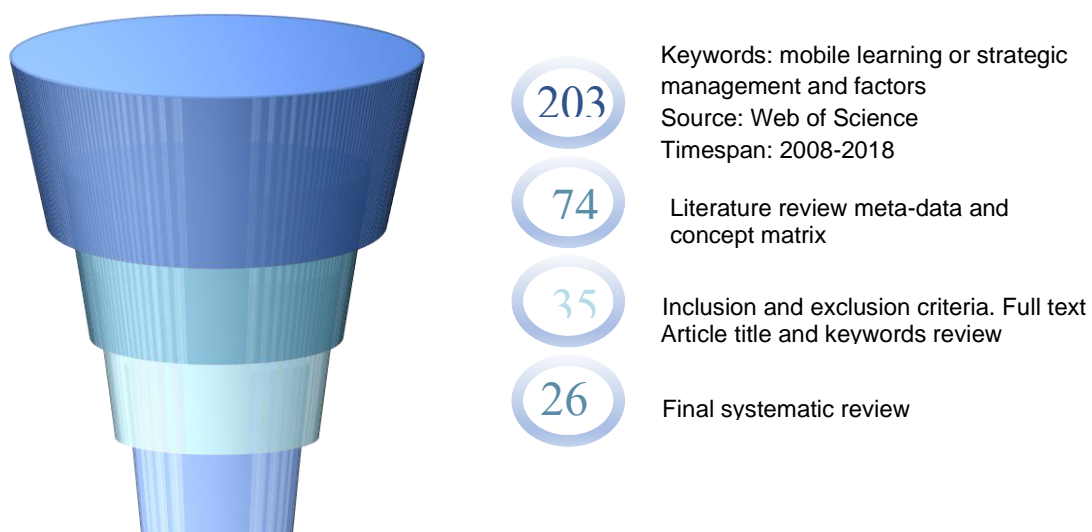 203
Keywords: mobile learning or strategic
management and factors
Source: Web of Science
Timespan: 2008-2018
74
Literature review meta-data and
concept matrix
35
Inclusion and exclusion criteria. Full text
Article title and keywords review
26
Final systematic review